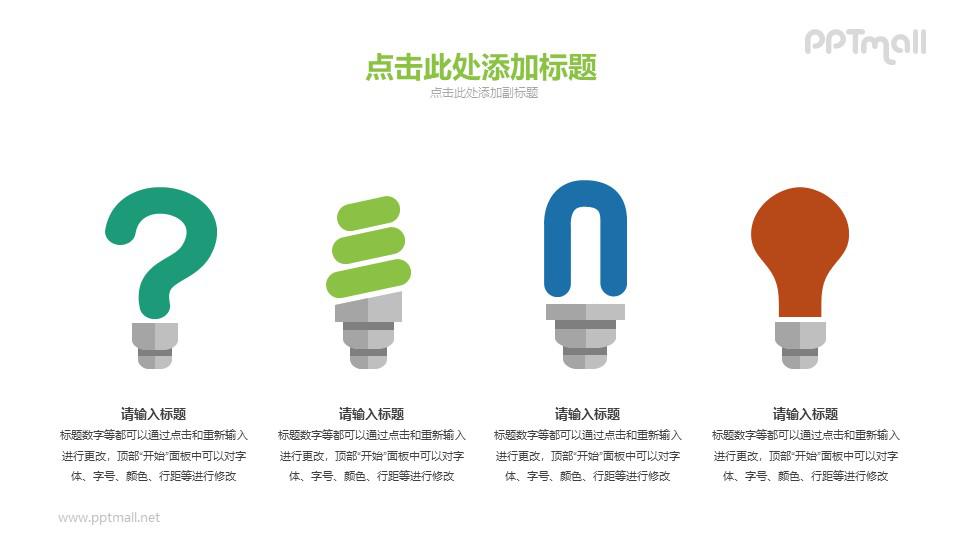 PPTmall
点击此处添加标题
点击此处添加副标题
请输入标题
标题数字等都可以通过点击和重新输入
进行更改，顶部“开始”面板中可以对字
体、字号、颜色、行距等进行修改
请输入标题
标题数字等都可以通过点击和重新输入
进行更改，顶部“开始”面板中可以对字
体、字号、颜色、行距等进行修改
请输入标题
标题数字等都可以通过点击和重新输入
进行更改，顶部“开始”面板中可以对字
体、字号、颜色、行距等进行修改
请输入标题
标题数字等都可以通过点击和重新输入
进行更改，顶部“开始”面板中可以对字
体、字号、颜色、行距等进行修改
www.pptmall.net